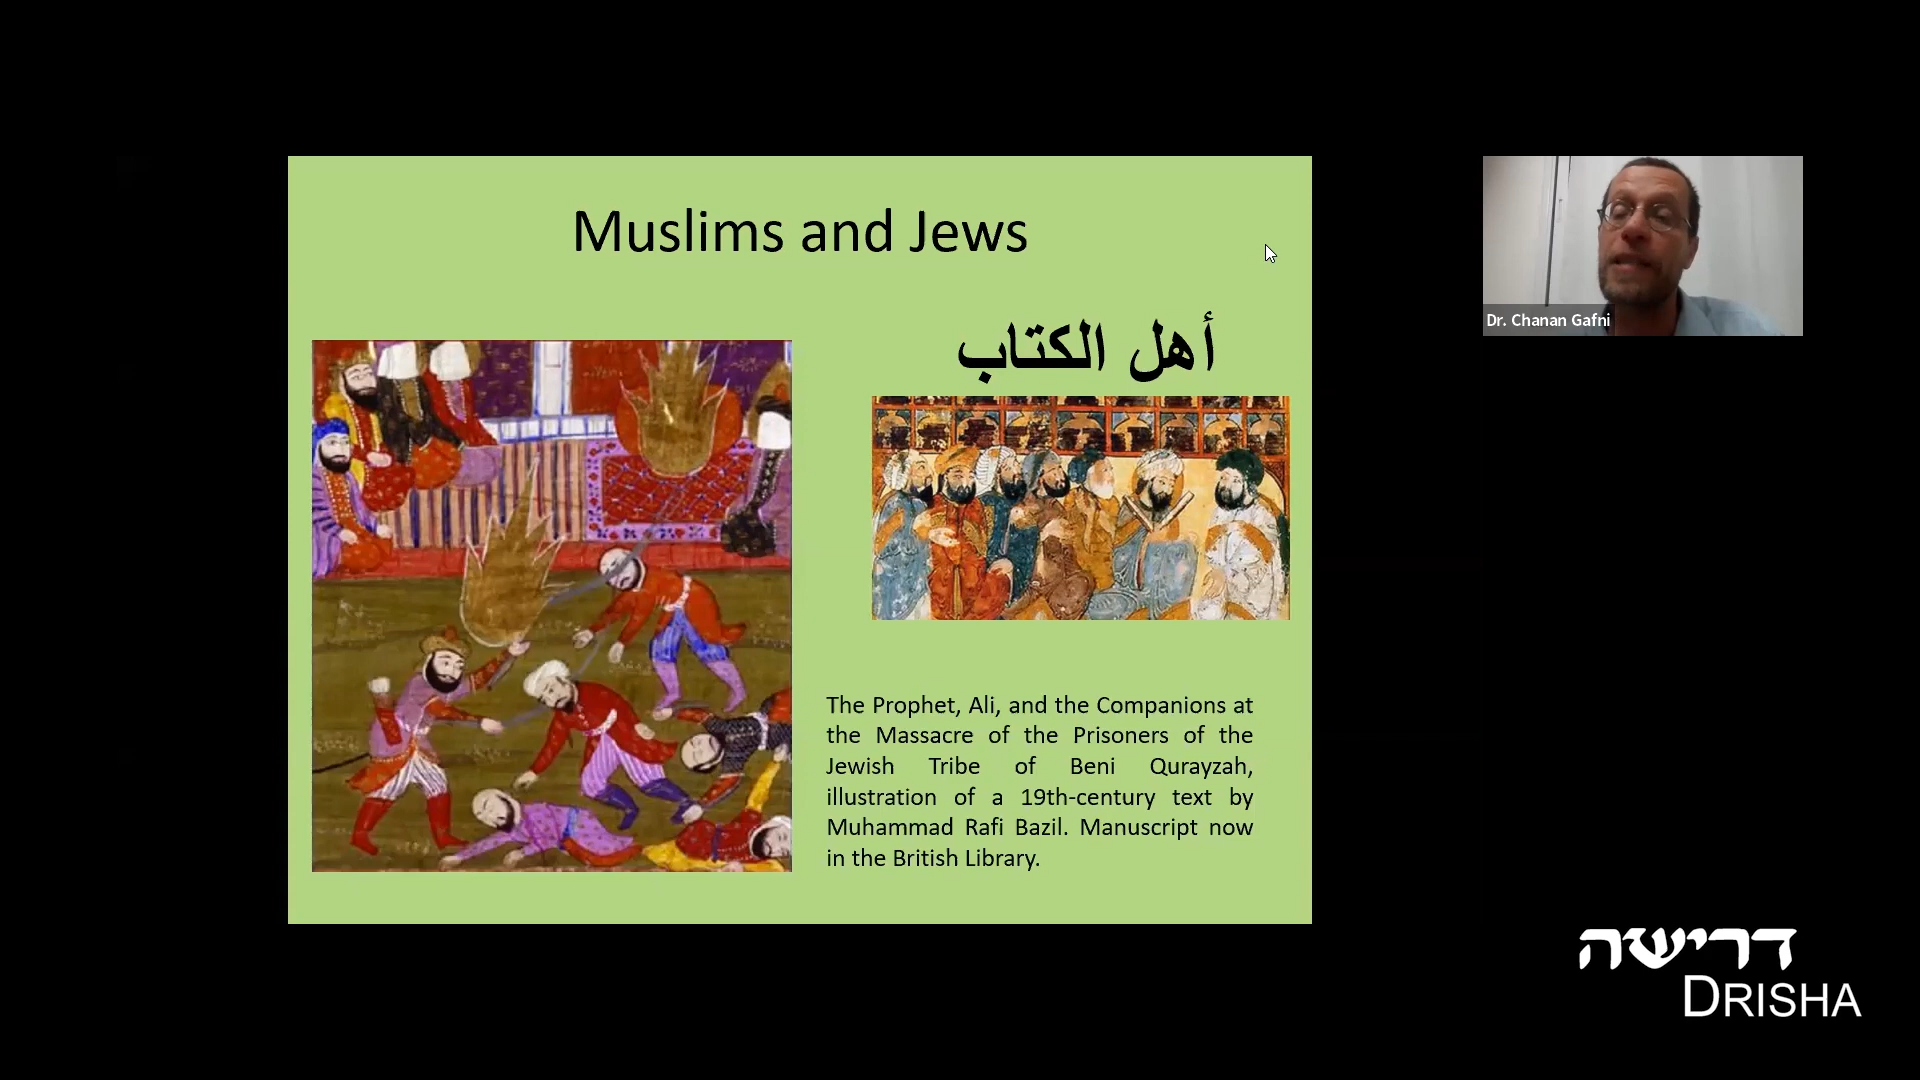 Muslims and Jews
أهل الكتاب
The Prophet, Ali, and the Companions at
the Massacre of the Prisoners of the
Jewish Tribe of Beni Qurayzah,
illustration of a 19th-century text by
Muhammad Rafi Bazil. Manuscript now
in the British Library.
Dr. Chanan Gafni
דרישה
DRISHA